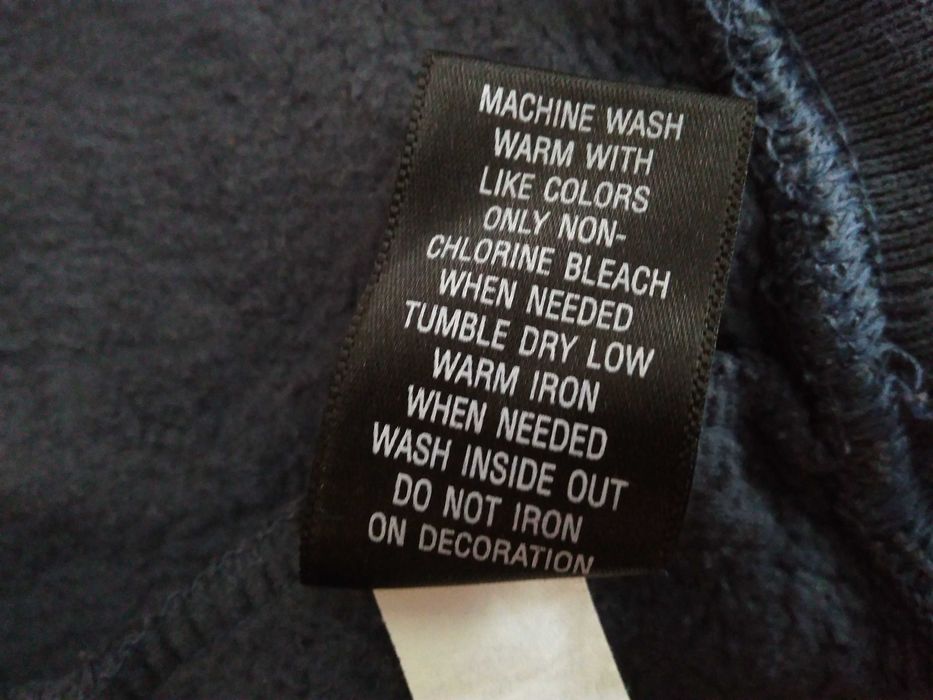 MACHINE WASH
WARM WITH
LIKE COLORS
ONLY NON-
CHLORINE BLEACH
WHEN NEEDED
TUMBLE DRY LOW
WARM IRON
WHEN NEEDED
WASH INSIDE OUT
DO NOT IRON
ON DECORATION